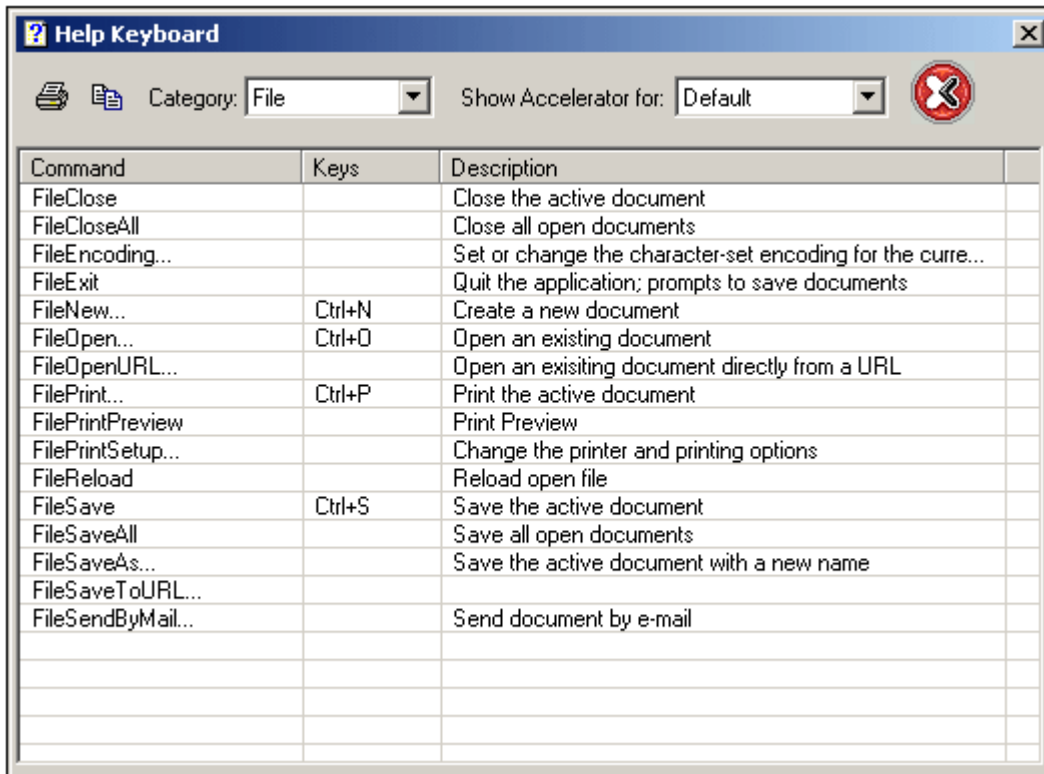 Help Keyboard
Category: File Show Accelerator for: Default
Command Keys Description
FileClose Close the active document
FileCloseAll Close all open documents
FileEncoding... Set or change the character-set encoding for the curre...
FileExit Quit the application; prompts to save documents
FileNew... Ctrl+N Create a new document
FileOpen... Ctrl+O Open an existing document
FileOpenURL... Open an exisiting document directly from a URL
FilePrint... Ctrl+P Print the active document
FilePrintPreview Print Preview
FilePrintSetup... Change the printer and printing options
FileReload Reload open file
FileSave Ctrl+S Save the active document
FileSaveAll Save all open documents
FileSaveAs... Save the active document with a new name
FileSaveToURL...
FileSendByMail... Send document by e-mail